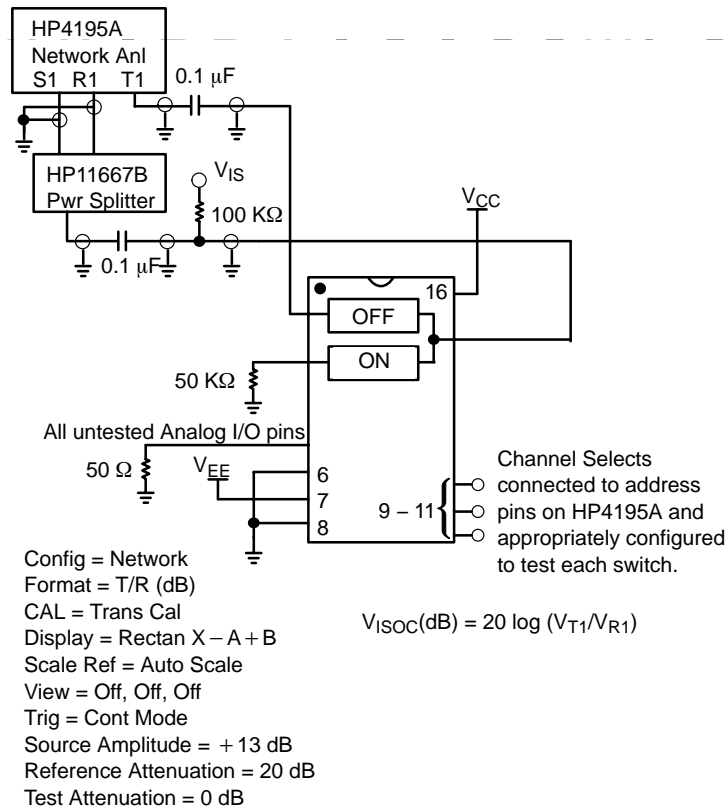 HP4195A
Network Anl
S1 R1 T1
0.1 μF
HP11667B
Pwr Splitter
VIS
100 KΩ
VCC
0.1 μF
16
OFF
ON
50 KΩ
All untested Analog I/O pins
50 Ω
VEE
6
7
8
9 – 11
Channel Selects
connected to address
pins on HP4195A and
appropriately configured
to test each switch.
Config = Network
Format = T/R (dB)
CAL = Trans Cal
Display = Rectan X – A + B
Scale Ref = Auto Scale
View = Off, Off, Off
Trig = Cont Mode
Source Amplitude = + 13 dB
Reference Attenuation = 20 dB
Test Attenuation = 0 dB
VISOC(dB) = 20 log (VT1/VR1)